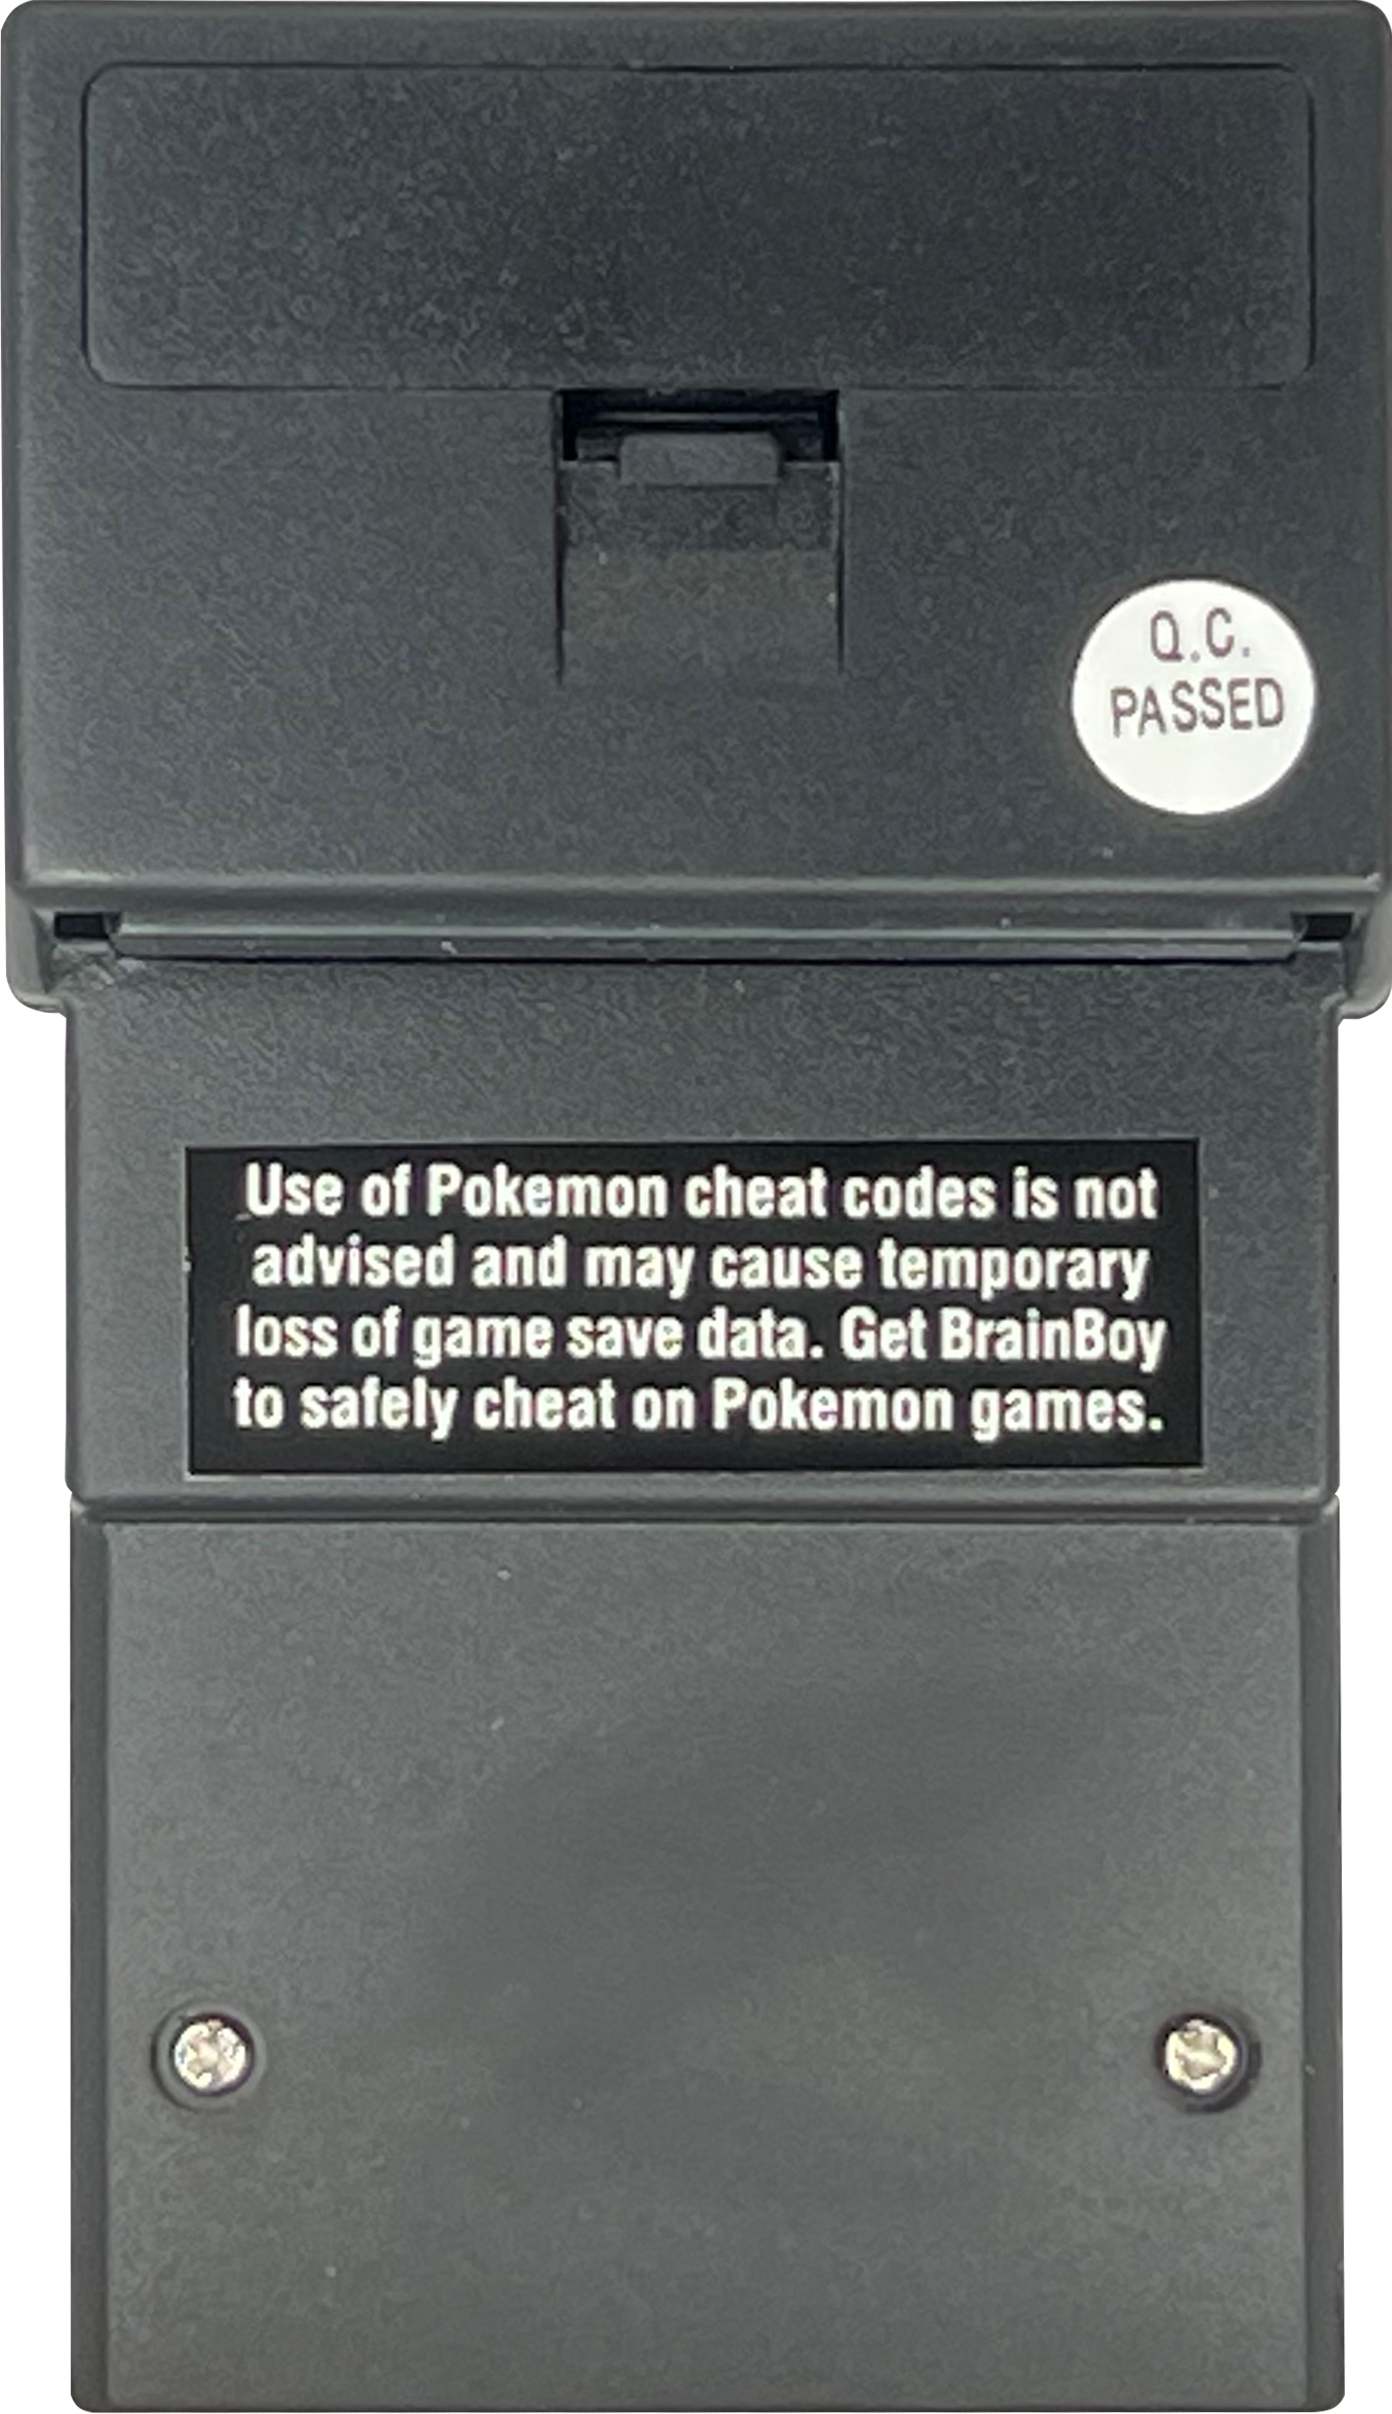 Q.C.
PASSED
Use of Pokemon cheat codes is not
advised and may cause temporary
loss of game save data. Get BrainBoy
to safely cheat on Pokemon games.